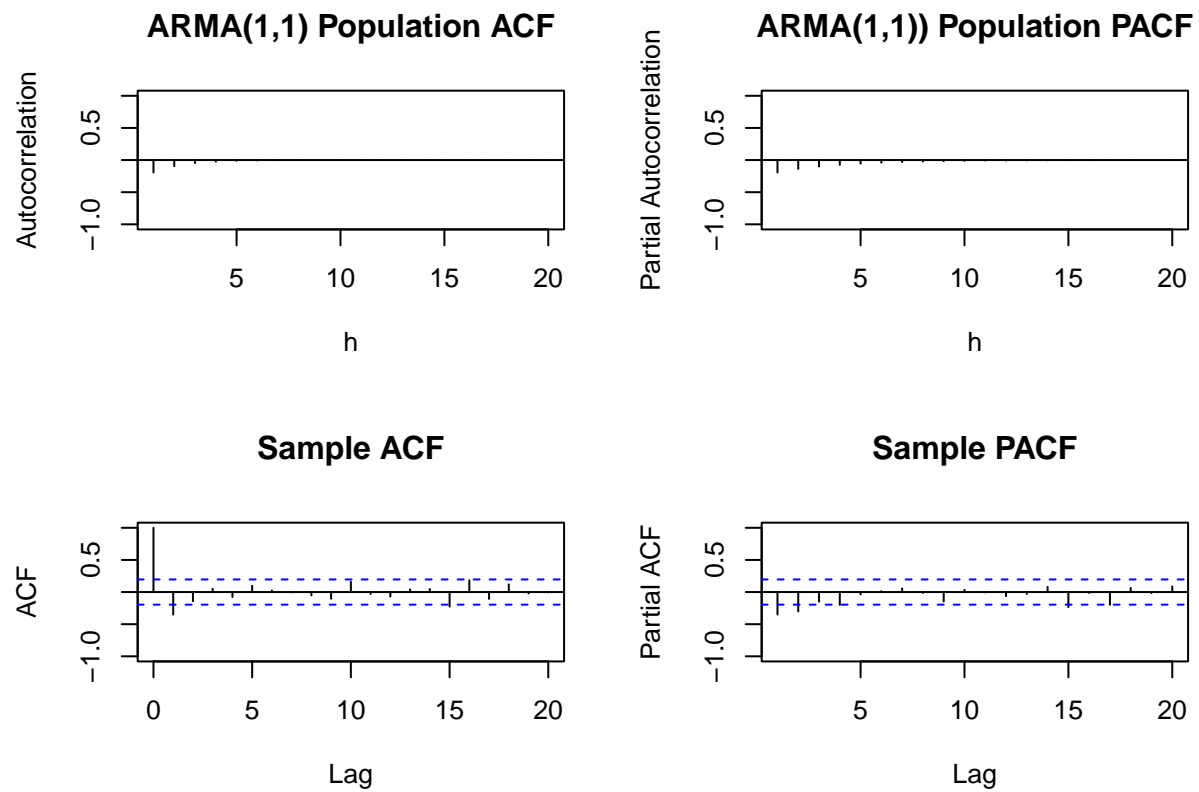 ARMA(1,1) Population ACF
Autocorrelation
0.5
−1.0
5 10 15 20
h
ARMA(1,1)) Population PACF
Partial Autocorrelation
0.5
−1.0
5 10 15 20
h
Sample ACF
ACF
0.5
−1.0
0 5 10 15 20
Lag
Sample PACF
Partial ACF
0.5
−1.0
5 10 15 20
Lag